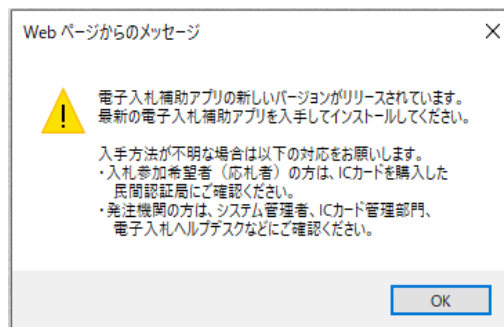 Web ページからのメッセージ
電子入札補助アプリの新しいバージョンがリリースされています。
最新の電子入札補助アプリを入手してインストールしてください。
入手方法が不明な場合は以下の対応をお願いします。
・入札参加希望者（応札者）の方は、ICカードを購入した
民間認証局にご確認ください。
・発注機関の方は、システム管理者、ICカード管理部門、
電子入札ヘルプデスクなどにご確認ください。
OK